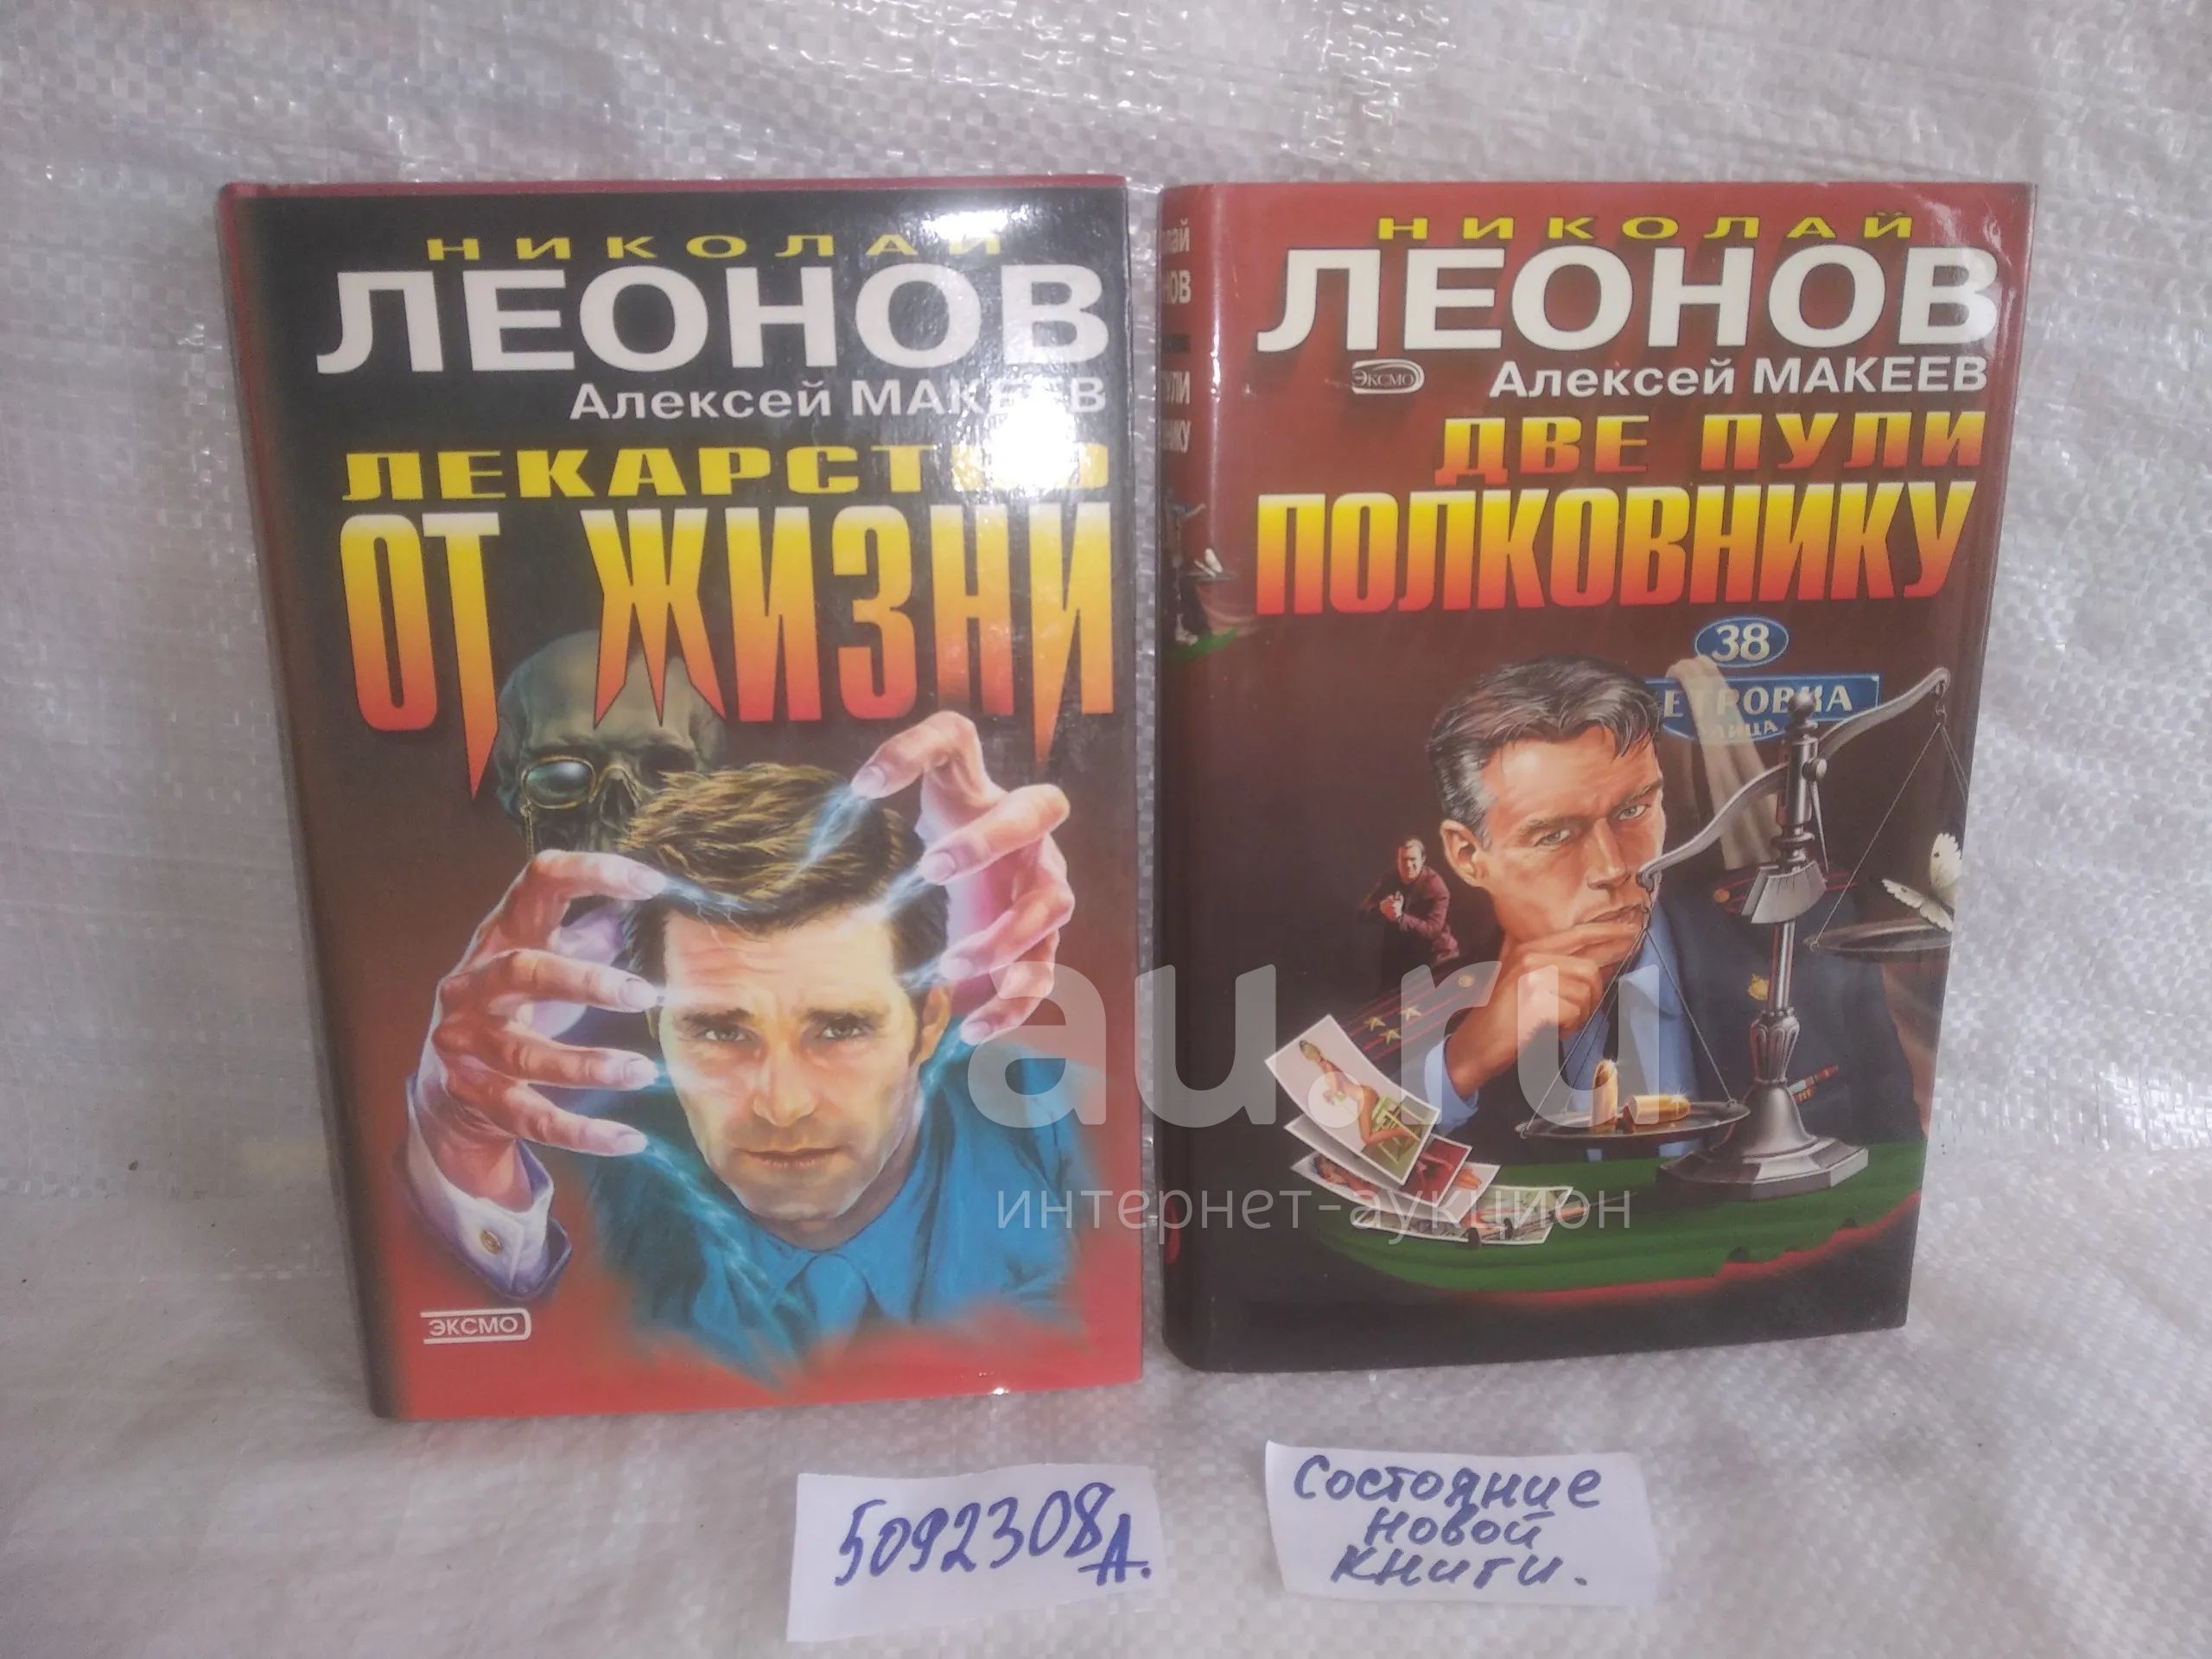 НИКОЛАЙ
ЛЕОНОВ
Алексей МАКЕЕВ
ЛЕКАРСТВО
ОТ ЖИЗНИ
ЭКСМО
НИКОЛАЙ
ЛЕОНОВ
ЭКСМО
Алексей МАКЕЕВ
ДВЕ ПУЛИ
ПОЛКОВНИКУ
38
ЕТРОВКА
au.ru
интернет-аукцион
5092308А.
Состояние
новой
книги.